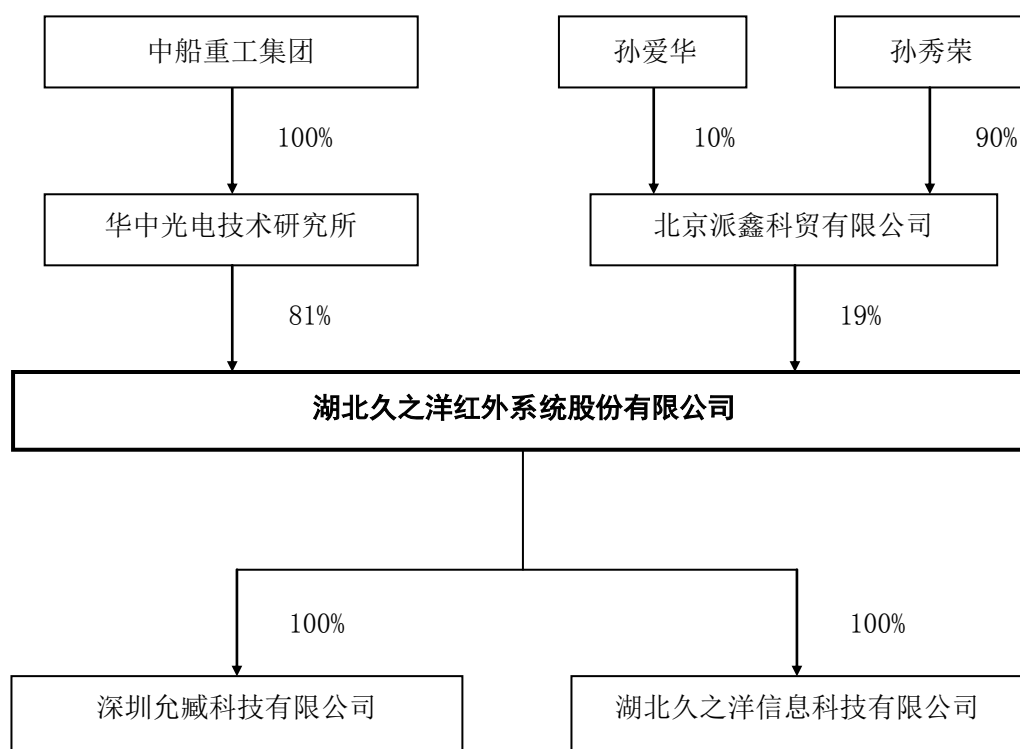 中船重工集团
孙爱华
孙秀荣
100%
10%
90%
华中光电技术研究所
北京派鑫科贸有限公司
81%
19%
湖北久之洋红外系统股份有限公司
100%
100%
深圳允臧科技有限公司
湖北久之洋信息科技有限公司